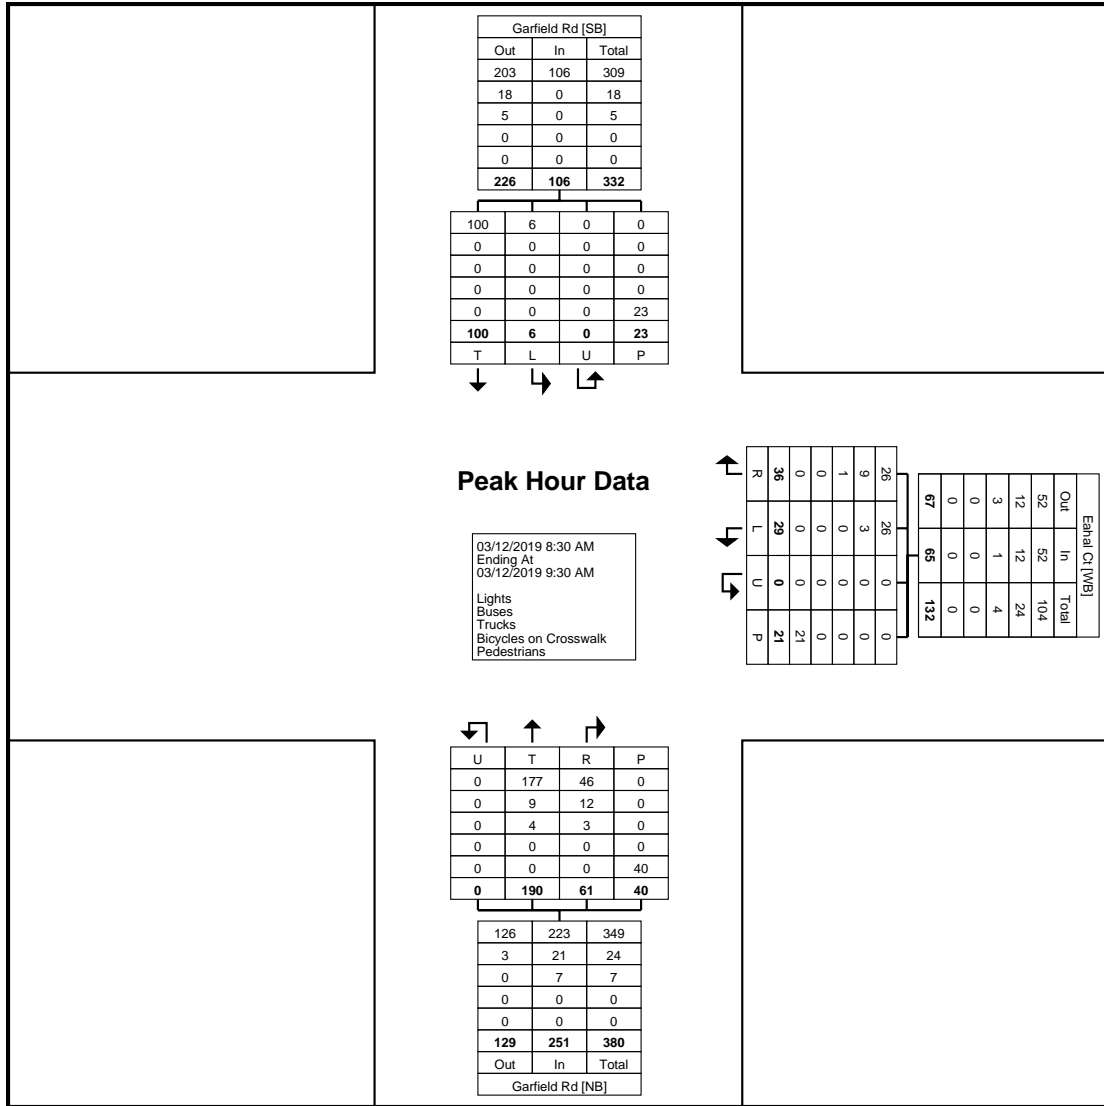 Garfield Rd [SB]
Out In Total
203 106 309
18 0 18
5 0 5
0 0 0
0 0 0
226 106 332
100 6 0 0
0 0 0 0
0 0 0 0
0 0 0 0
0 0 0 23
100 6 0 23
T L U P
Peak Hour Data
03/12/2019 8:30 AM
Ending At
03/12/2019 9:30 AM
Lights
Buses
Trucks
Bicycles on Crosswalk
Pedestrians
Eahal Ct [WB]
Out In Total
52 52 104
12 12 24
3 1 4
0 0 0
0 0 0
67 65 132
26 26 0 0
9 3 0 0
1 0 0 0
0 0 0 0
0 0 0 21
36 29 0 21
R L U P
U T R P
0 177 46 0
0 9 12 0
0 4 3 0
0 0 0 0
0 0 0 40
0 190 61 40
126 223 349
3 21 24
0 7 7
0 0 0
0 0 0
129 251 380
Out In Total
Garfield Rd [NB]